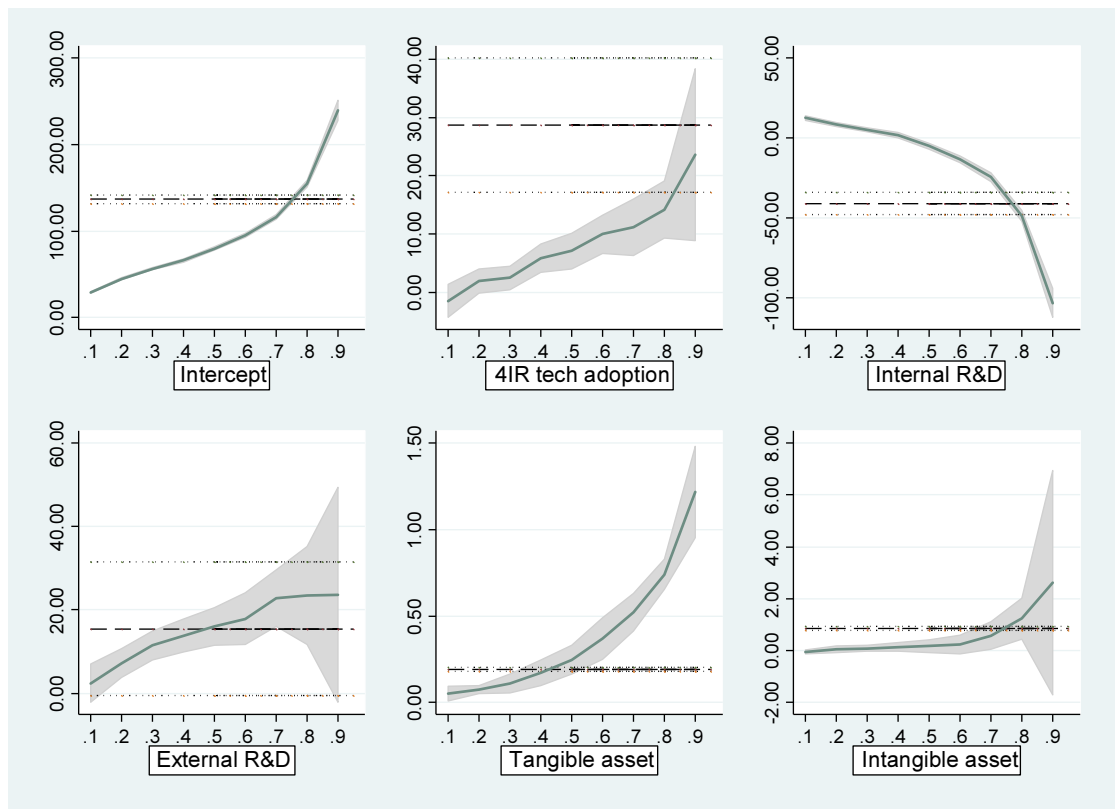 0.00 100.00 200.00 300.00
.1 .2 .3 .4 .5 .6 .7 .8 .9
Intercept
0.00 10.00 20.00 30.00 40.00
.1 .2 .3 .4 .5 .6 .7 .8 .9
4IR tech adoption
-100.00 -50.00 0.00 50.00
.1 .2 .3 .4 .5 .6 .7 .8 .9
Internal R&D
0.00 20.00 40.00 60.00
.1 .2 .3 .4 .5 .6 .7 .8 .9
External R&D
0.00 0.50 1.00 1.50
.1 .2 .3 .4 .5 .6 .7 .8 .9
Tangible asset
-2.00 0.00 2.00 4.00 6.00 8.00
.1 .2 .3 .4 .5 .6 .7 .8 .9
Intangible asset